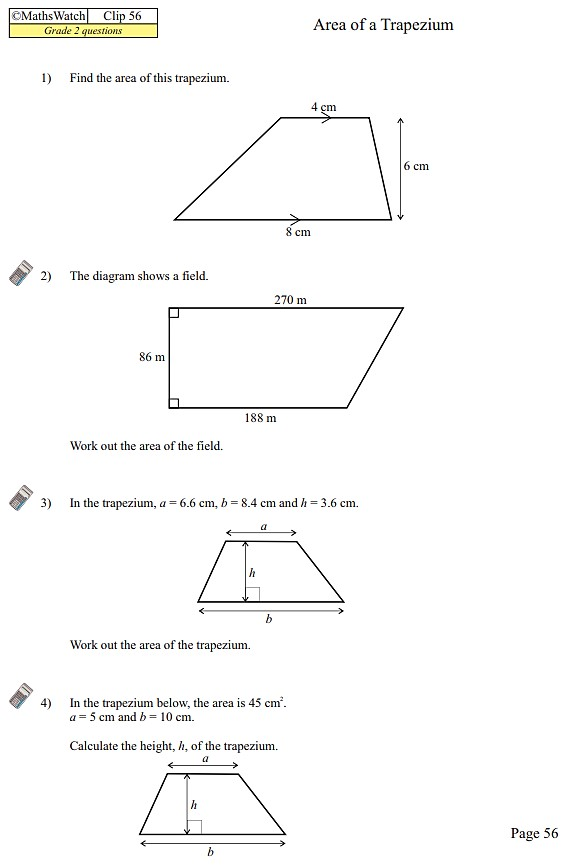 ©MathsWatch Clip 56
Grade 2 questions
Area of a Trapezium
1) Find the area of this trapezium.
4 cm
6 cm
8 cm
2) The diagram shows a field.
270 m
86 m
188 m
Work out the area of the field.
3) In the trapezium, a = 6.6 cm, b = 8.4 cm and h = 3.6 cm.
a
h
b
Work out the area of the trapezium.
4) In the trapezium below, the area is 45 cm².
a = 5 cm and b = 10 cm.
Calculate the height, h, of the trapezium.
a
h
b
Page 56